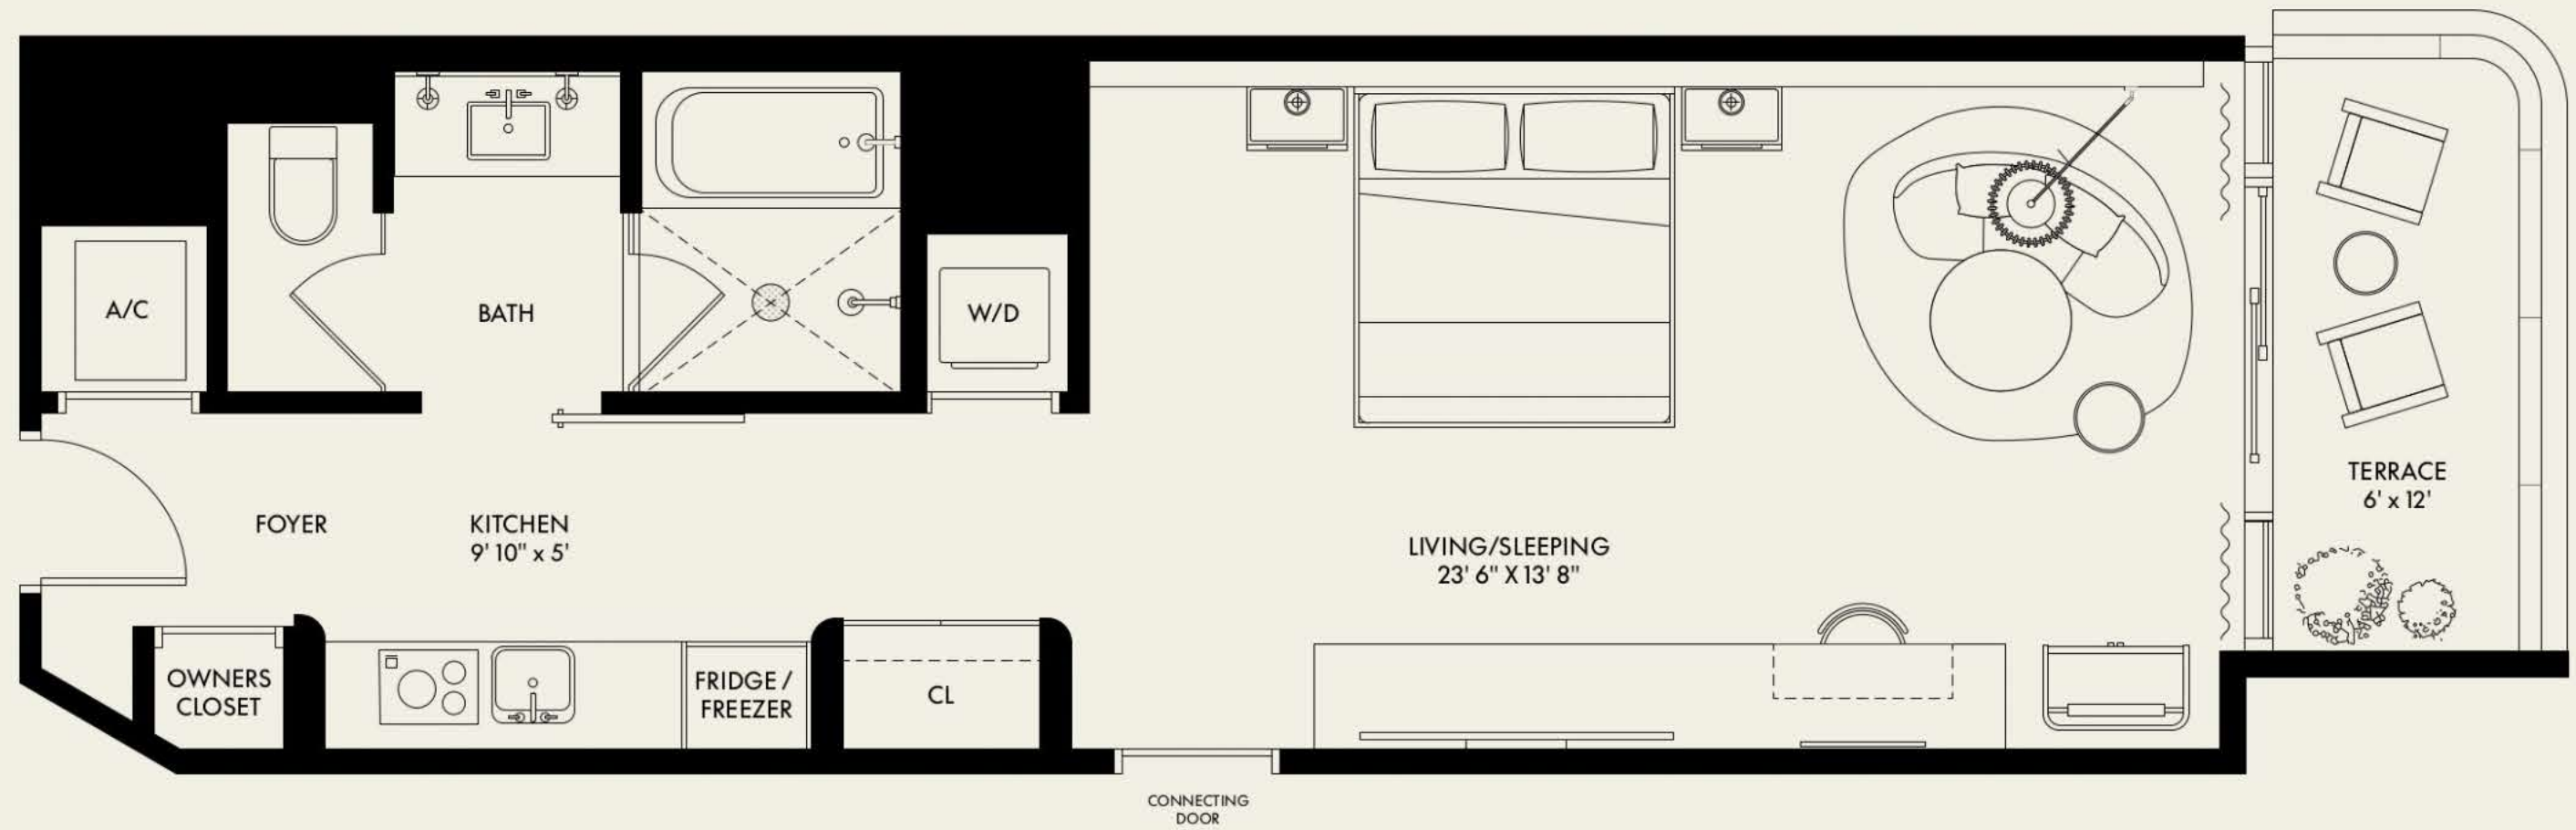 A/C
BATH
W/D
FOYER
KITCHEN
9' 10" x 5'
LIVING/SLEEPING
23' 6" X 13' 8"
TERRACE
6' x 12'
OWNERS
CLOSET
FRIDGE /
FREEZER
CL
CONNECTING
DOOR